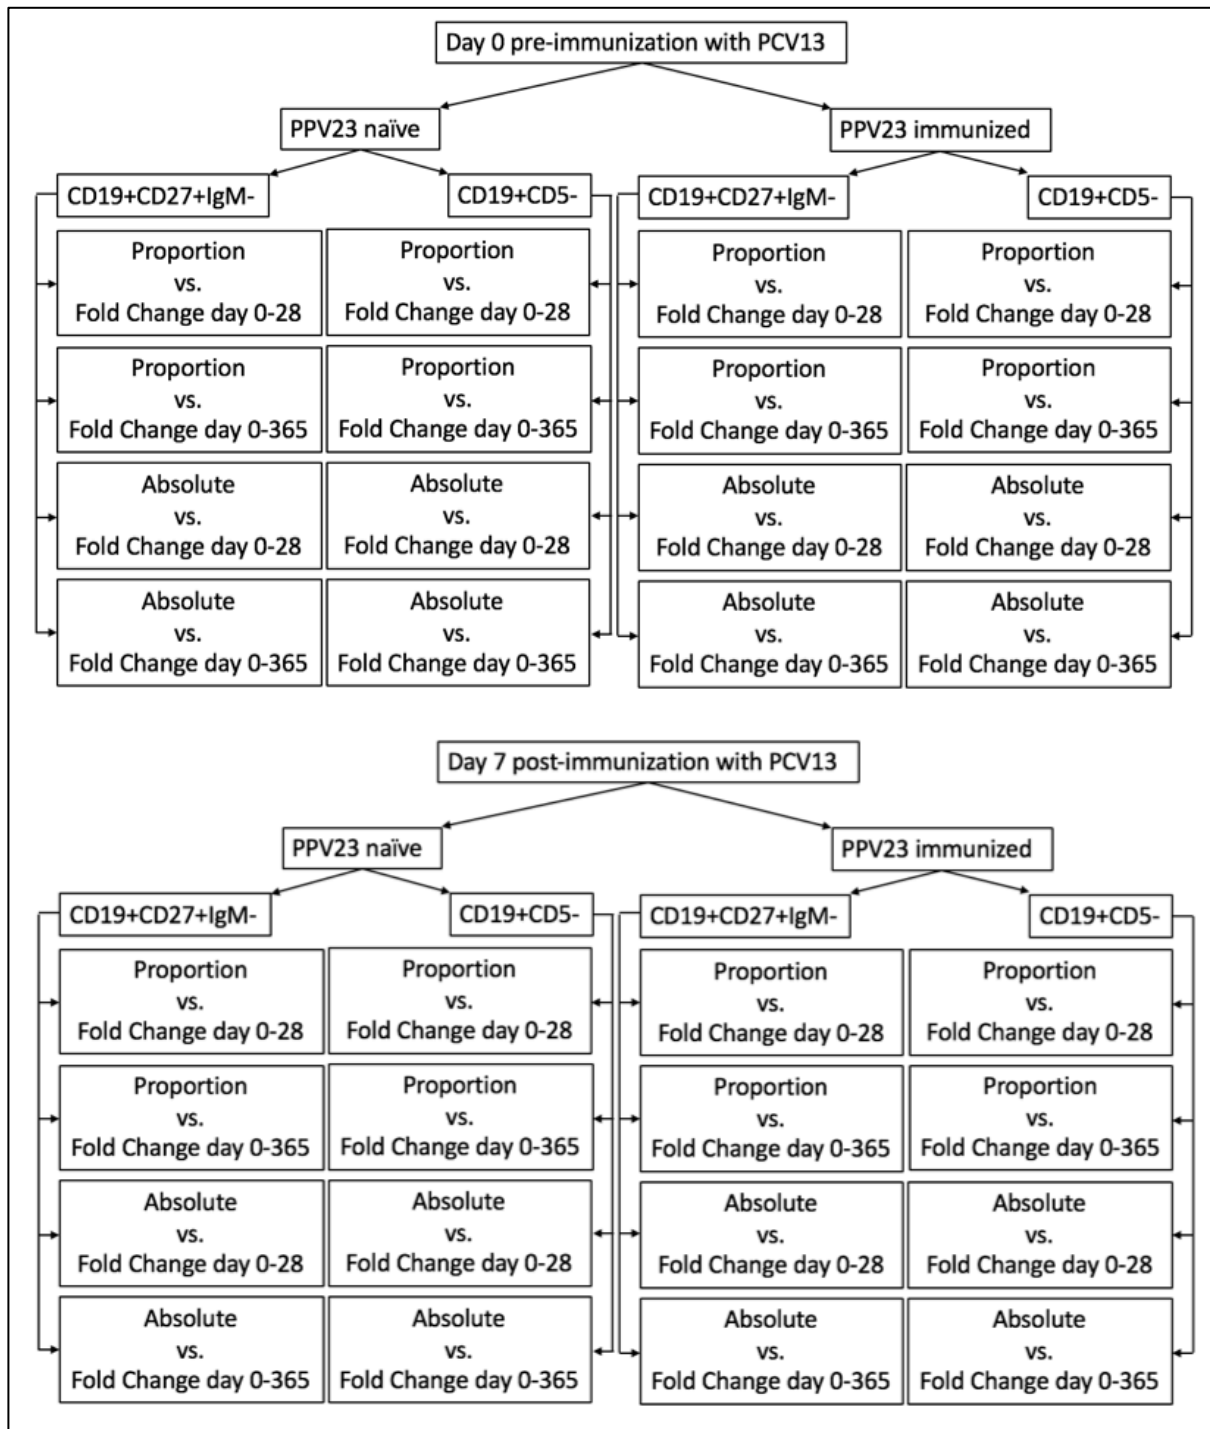 Day 0 pre-immunization with PCV13
PPV23 naïve
PPV23 immunized
CD19+CD27+IgM-
CD19+CD5-
CD19+CD27+IgM-
CD19+CD5-
Proportion
vs.
Fold Change day 0-28
Proportion
vs.
Fold Change day 0-28
Proportion
vs.
Fold Change day 0-28
Proportion
vs.
Fold Change day 0-28
Proportion
vs.
Fold Change day 0-365
Proportion
vs.
Fold Change day 0-365
Proportion
vs.
Fold Change day 0-365
Proportion
vs.
Fold Change day 0-365
Absolute
vs.
Fold Change day 0-28
Absolute
vs.
Fold Change day 0-28
Absolute
vs.
Fold Change day 0-28
Absolute
vs.
Fold Change day 0-28
Absolute
vs.
Fold Change day 0-365
Absolute
vs.
Fold Change day 0-365
Absolute
vs.
Fold Change day 0-365
Absolute
vs.
Fold Change day 0-365
Day 7 post-immunization with PCV13
PPV23 naïve
PPV23 immunized
CD19+CD27+IgM-
CD19+CD5-
CD19+CD27+IgM-
CD19+CD5-
Proportion
vs.
Fold Change day 0-28
Proportion
vs.
Fold Change day 0-28
Proportion
vs.
Fold Change day 0-28
Proportion
vs.
Fold Change day 0-28
Proportion
vs.
Fold Change day 0-365
Proportion
vs.
Fold Change day 0-365
Proportion
vs.
Fold Change day 0-365
Proportion
vs.
Fold Change day 0-365
Absolute
vs.
Fold Change day 0-28
Absolute
vs.
Fold Change day 0-28
Absolute
vs.
Fold Change day 0-28
Absolute
vs.
Fold Change day 0-28
Absolute
vs.
Fold Change day 0-365
Absolute
vs.
Fold Change day 0-365
Absolute
vs.
Fold Change day 0-365
Absolute
vs.
Fold Change day 0-365